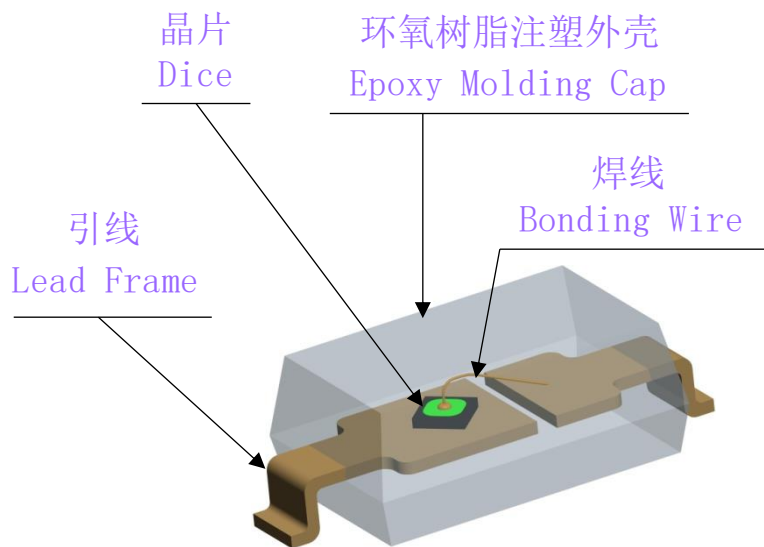 晶片
Dice
环氧树脂注塑外壳
Epoxy Molding Cap
焊线
Bonding Wire
引线
Lead Frame